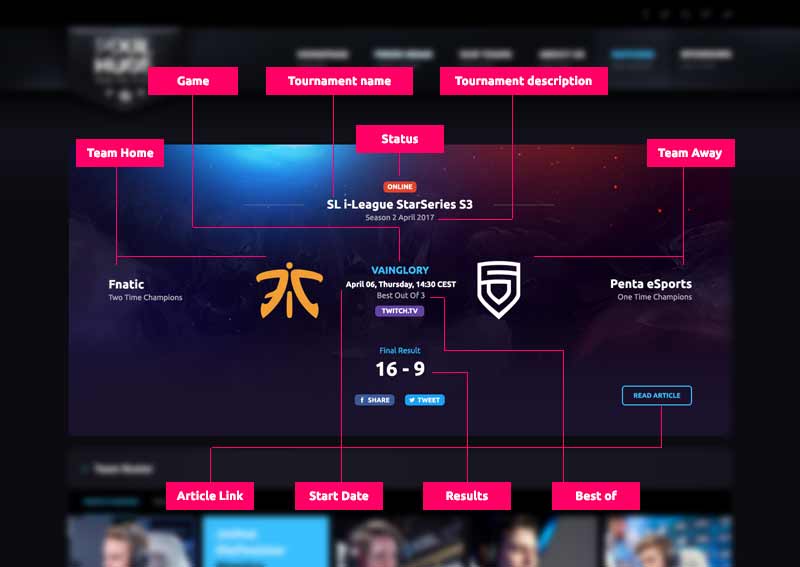 Game
Tournament name
Tournament description
Team Home
Status
Team Away
ONLINE
SL i-League StarSeries S3
Season 2 April 2017
Fnatic
Two Time Champions
VAINGLORY
April 06, Thursday, 14:30 CEST
Best Out Of 3
TWITCH.TV
Penta eSports
One Time Champions
Final Result
16 - 9
f SHARE
TWEET
READ ARTICLE
Article Link
Start Date
Results
Best of